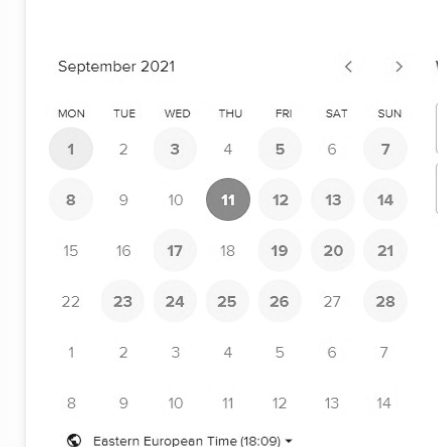 September 2021
MON TUE WED THU FRI SAT SUN
1 2 3 4 5 6 7
8 9 10 11 12 13 14
15 16 17 18 19 20 21
22 23 24 25 26 27 28
1 2 3 4 5 6 7
8 9 10 11 12 13 14
Eastern European Time (18:09)